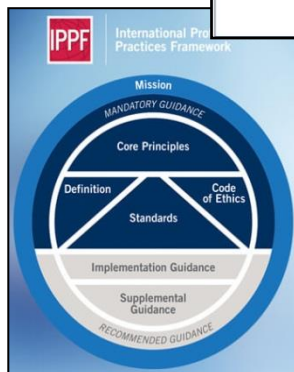 IPPF
International Pro
Practices Framework
Mission
MANDATORY GUIDANCE
Core Principles
Definition
Code
of Ethics
Standards
Implementation Guidance
Supplemental
Guidance
RECOMMENDED GUIDANCE